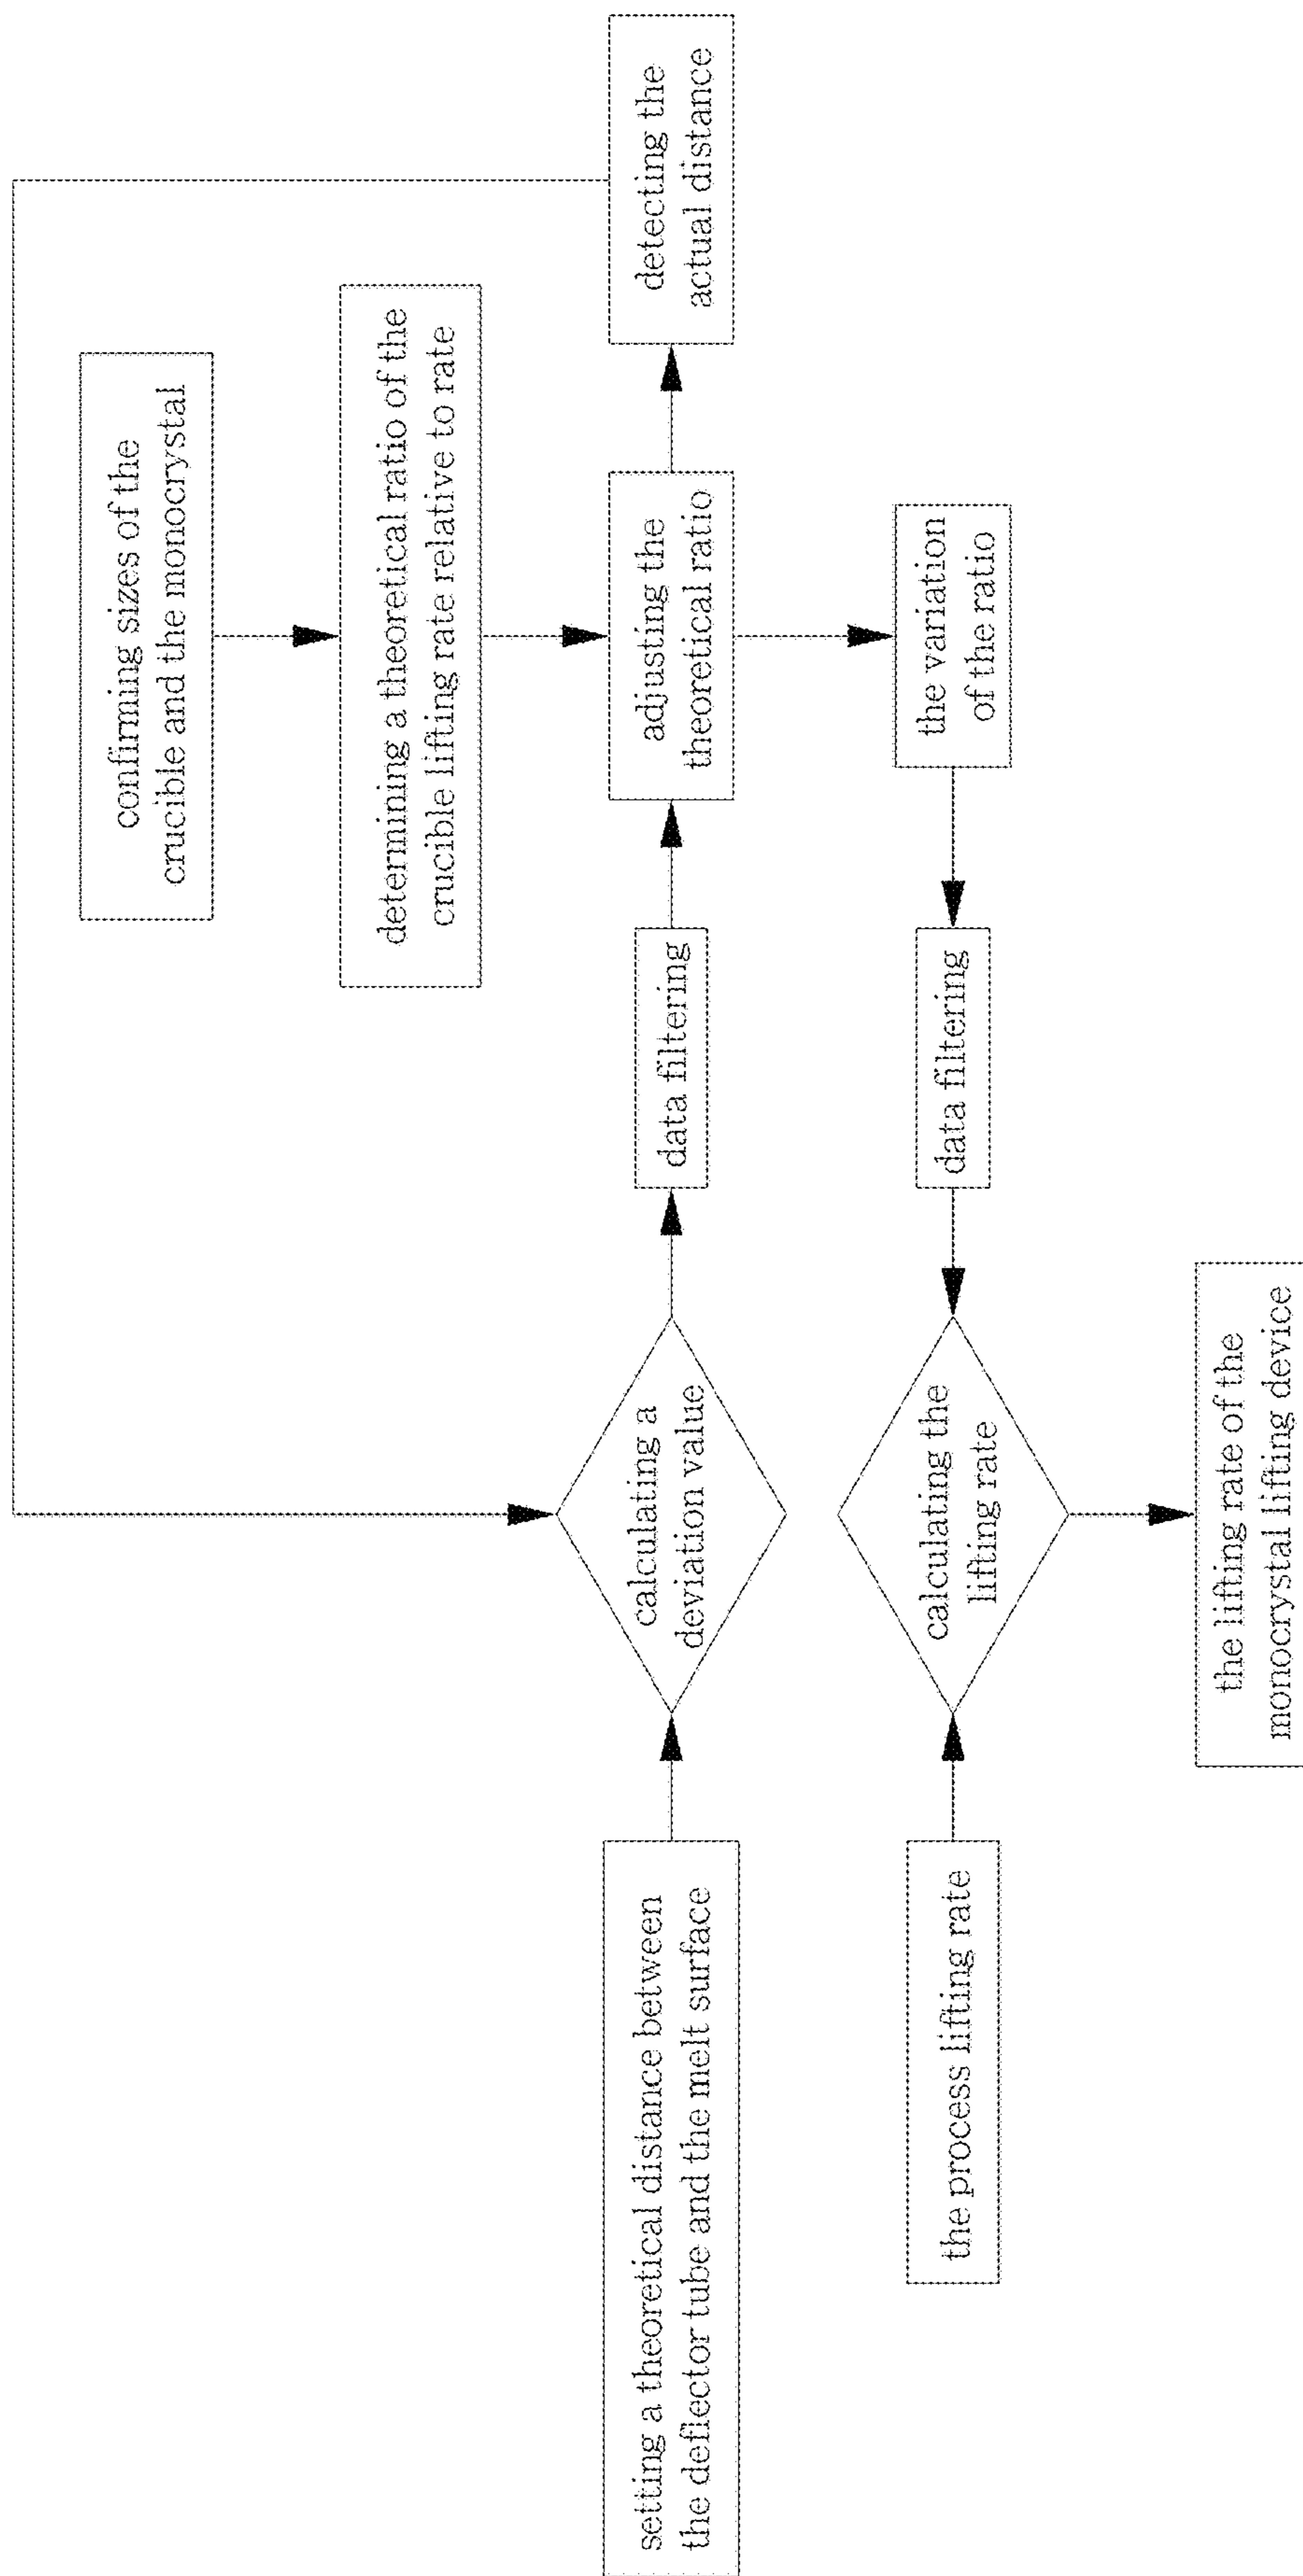 confirming sizes of the
crucible and the monocrystal
determining a theoretical ratio of the
crucible lifting rate relative to rate
setting a theoretical distance between
the deflector tube and the melt surface
calculating a
deviation value
data filtering
adjusting the
theoretical ratio
detecting the
actual distance
the process lifting rate
calculating the
lifting rate
data filtering
the variation
of the ratio
the lifting rate of the
monocrystal lifting device